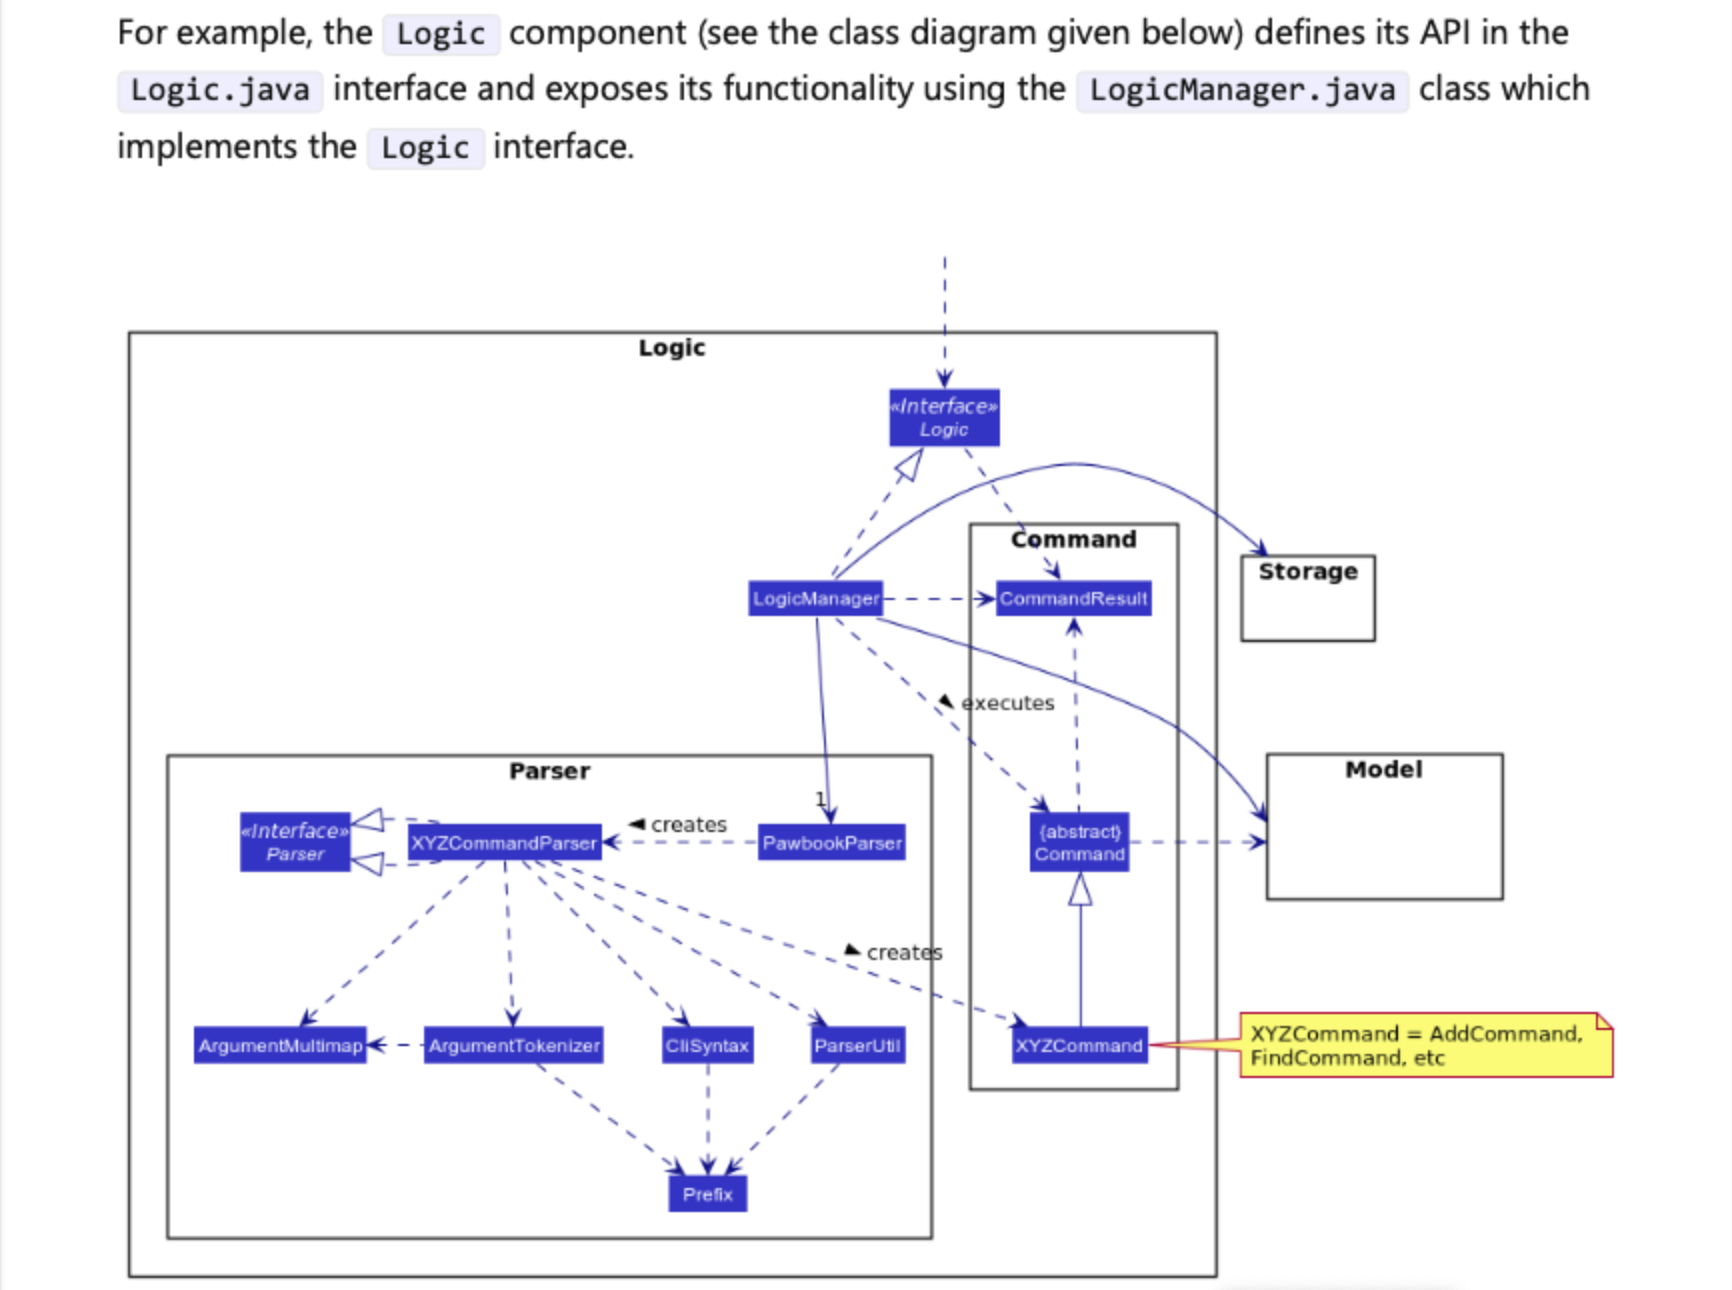 For example, the Logic component (see the class diagram given below) defines its API in the
Logic.java interface and exposes its functionality using the LogicManager.java class which
implements the Logic interface.
Logic
«Interface»
Logic
Command
Storage
LogicManager
CommandResult
executes
Parser
Model
1
«Interface»
Parser
XYZCommandParser
creates
PawbookParser
{abstract}
Command
creates
ArgumentMultimap
ArgumentTokenizer
CliSyntax
ParserUtil
XYZCommand
XYZCommand = AddCommand,
FindCommand, etc
Prefix